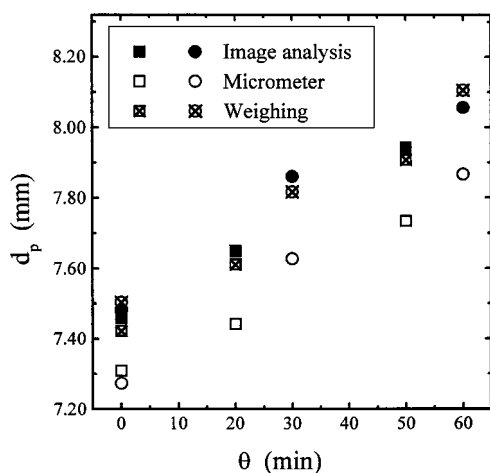 8.20
8.00
7.80
7.60
7.40
7.20
d_p (mm)
Image analysis
Micrometer
Weighing
0 10 20 30 40 50 60
θ (min)